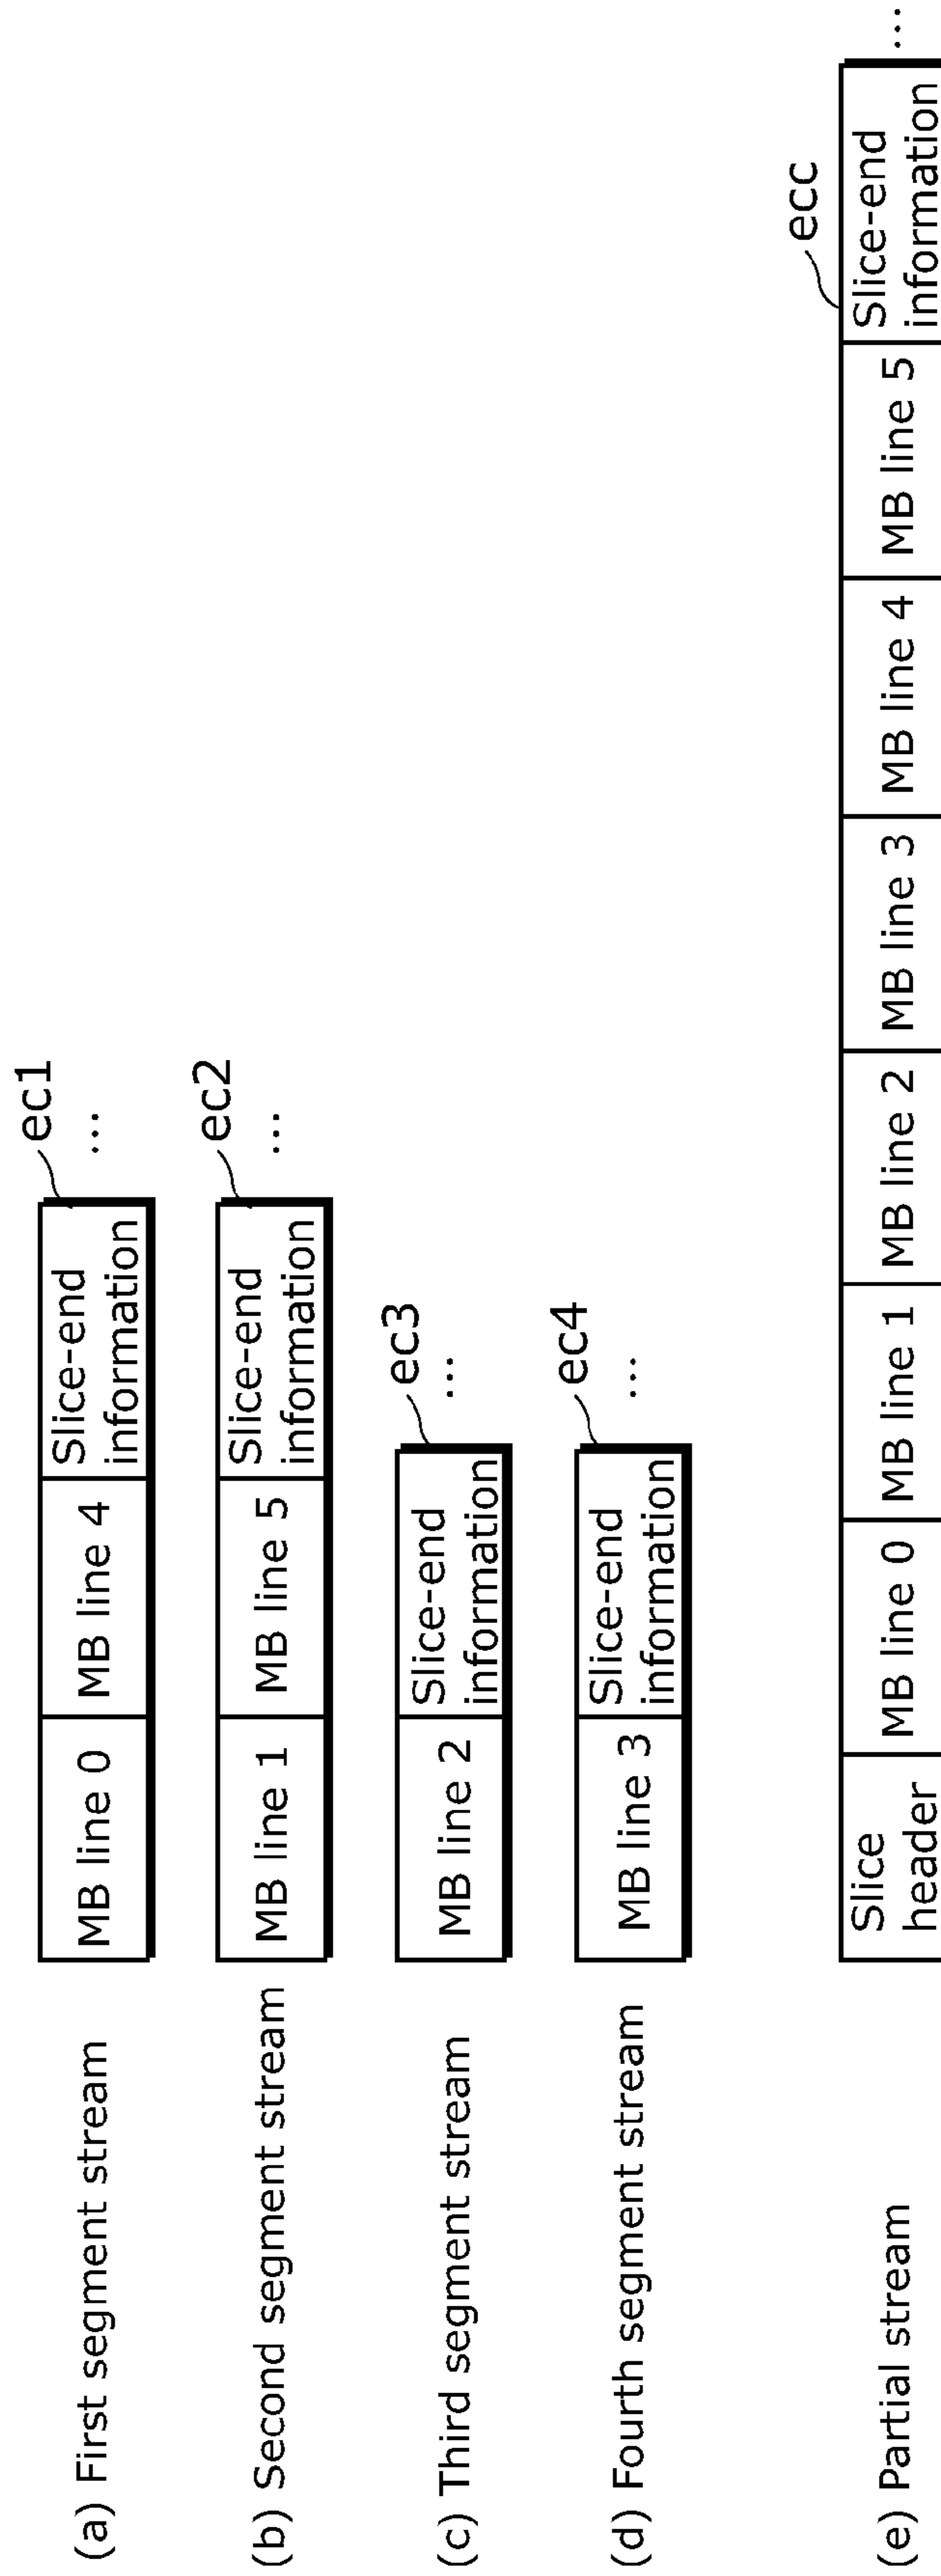 ec1
(a) First segment stream MB line 0 MB line 4 Slice-end information ...
ec2
(b) Second segment stream MB line 1 MB line 5 Slice-end information ...
ec3
(c) Third segment stream MB line 2 Slice-end information ...
ec4
(d) Fourth segment stream MB line 3 Slice-end information ...
ecc
(e) Partial stream Slice header MB line 0 MB line 1 MB line 2 MB line 3 MB line 4 MB line 5 Slice-end information ...